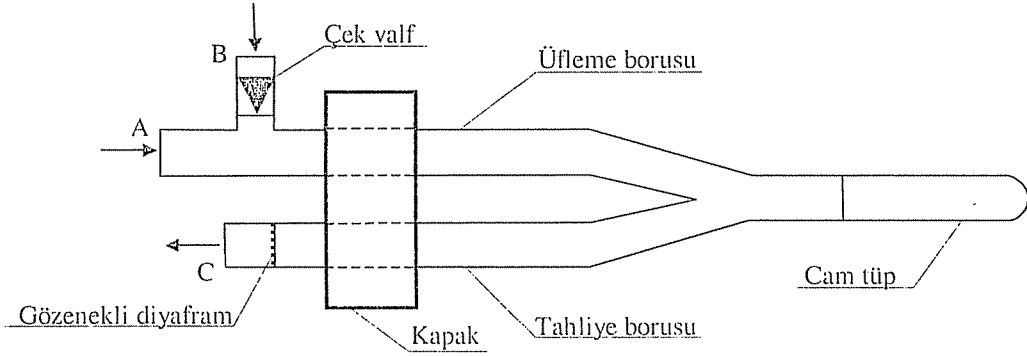 B
Çek valf
Üfleme borusu
A
C
Cam tüp
Gözenekli diyafram
Kapak
Tahliye borusu